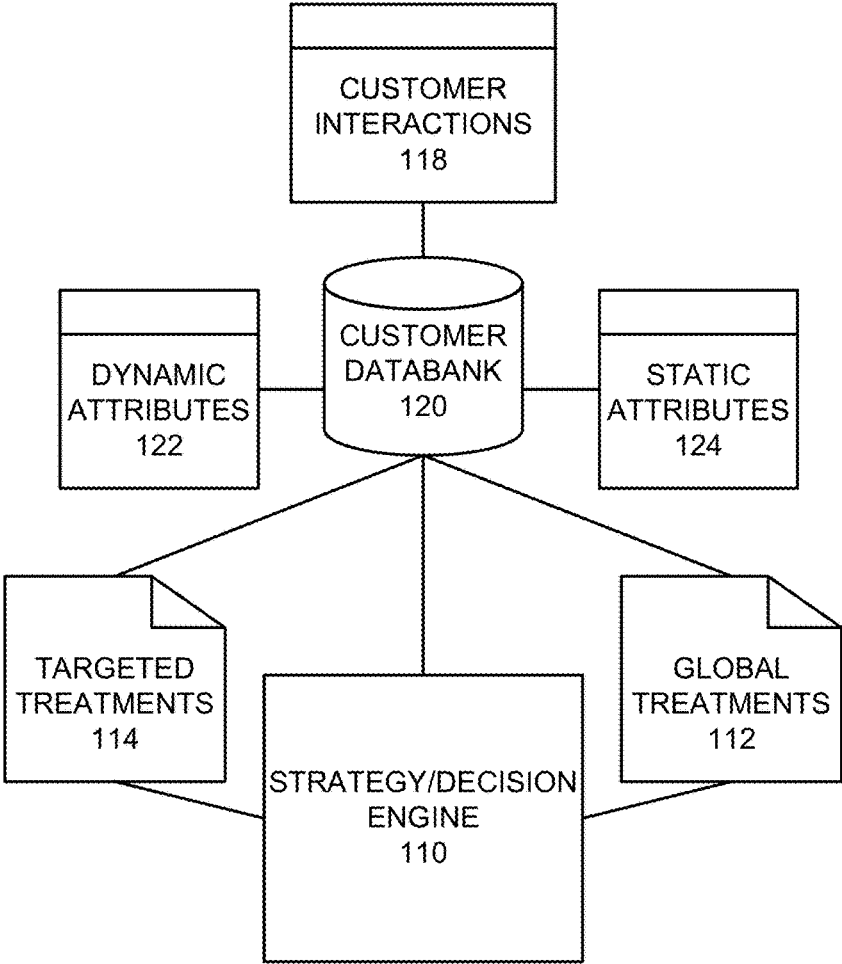 CUSTOMER
INTERACTIONS
118
CUSTOMER
DATABANK
120
DYNAMIC
ATTRIBUTES
122
STATIC
ATTRIBUTES
124
TARGETED
TREATMENTS
114
GLOBAL
TREATMENTS
112
STRATEGY/DECISION
ENGINE
110